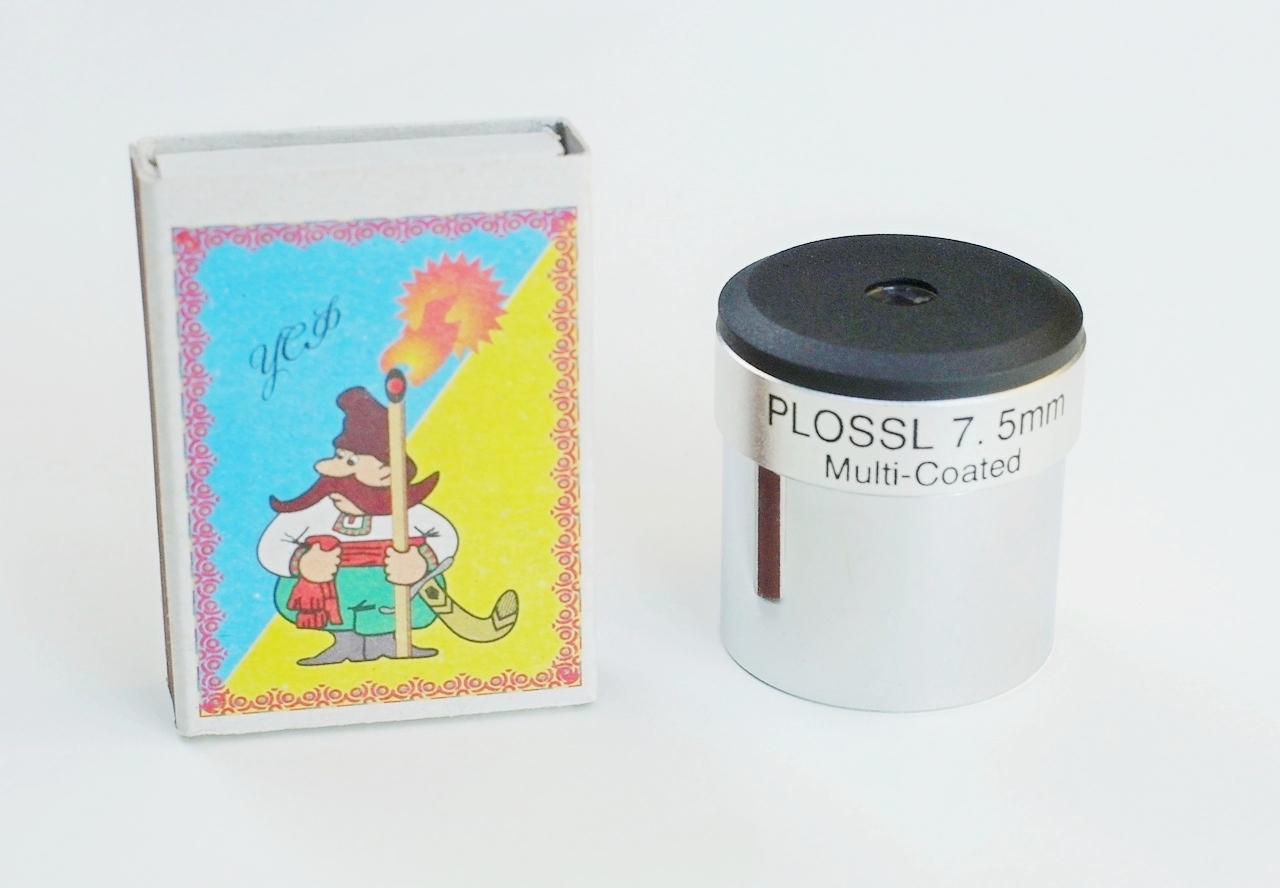 УСФ
PLOSSL 7.5mm
Multi-Coated